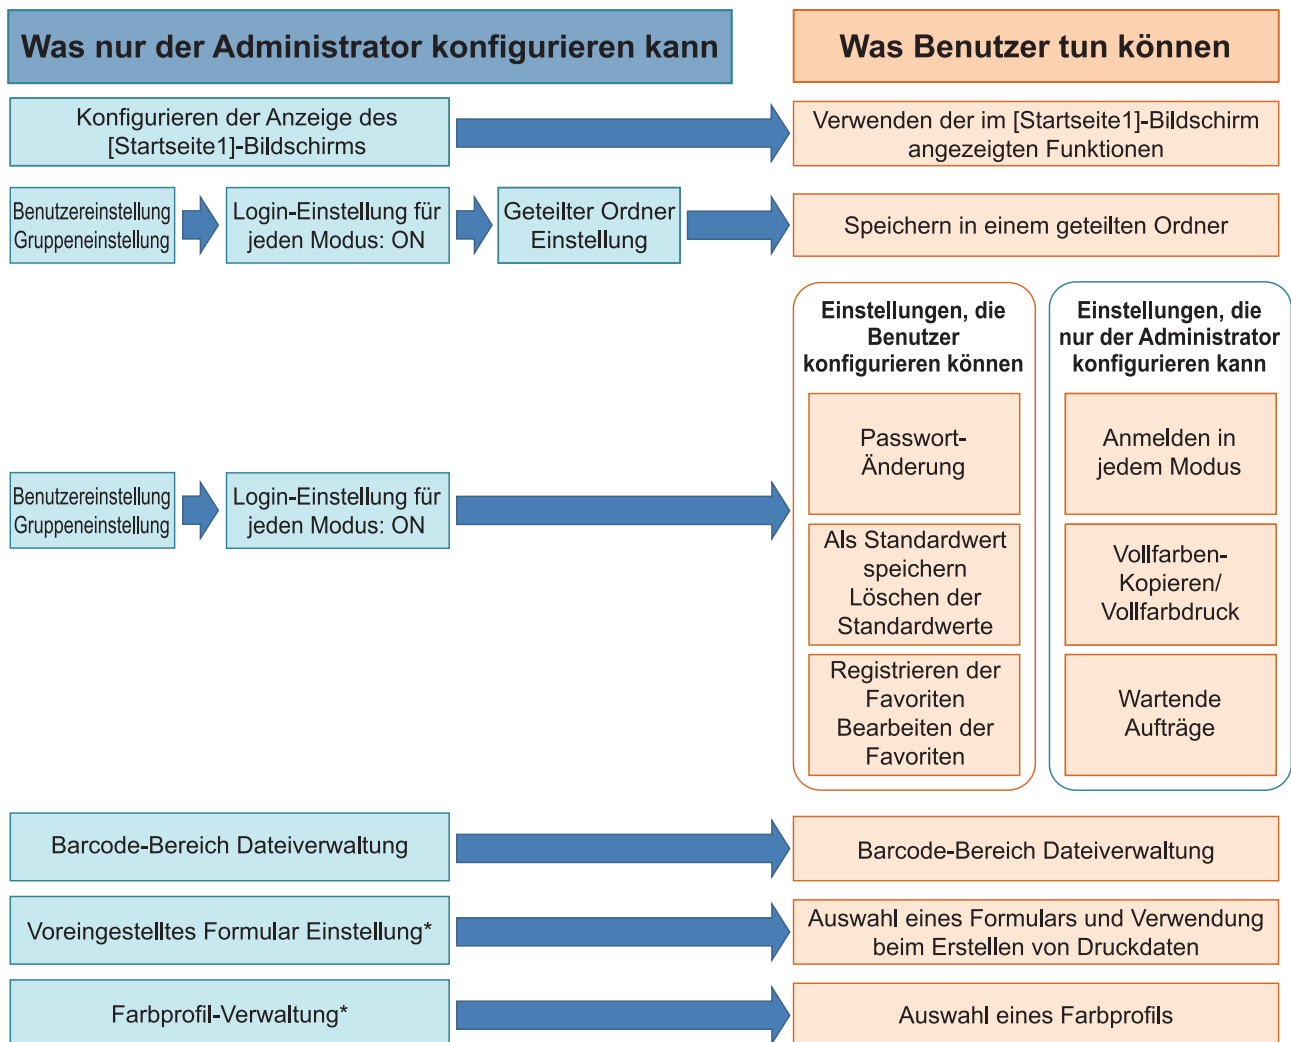 Was nur der Administrator konfigurieren kann
Was Benutzer tun können
Konfigurieren der Anzeige des
[Startseite1]-Bildschirms
Verwenden der im [Startseite1]-Bildschirm
angezeigten Funktionen
Benutzereinstellung
Gruppeneinstellung
Login-Einstellung für
jeden Modus: ON
Geteilter Ordner
Einstellung
Speichern in einem geteilten Ordner
Benutzereinstellung
Gruppeneinstellung
Login-Einstellung für
jeden Modus: ON
Einstellungen, die
Benutzer
konfigurieren können
Passwort-
Änderung
Als Standardwert
speichern
Löschen der
Standardwerte
Registrieren der
Favoriten
Bearbeiten der
Favoriten
Einstellungen, die
nur der Administrator
konfigurieren kann
Anmelden in
jedem Modus
Vollfarben-
Kopieren/
Vollfarbdruck
Wartende
Aufträge
Barcode-Bereich Dateiverwaltung
Barcode-Bereich Dateiverwaltung
Voreingestelltes Formular Einstellung*
Auswahl eines Formulars und Verwendung
beim Erstellen von Druckdaten
Farbprofil-Verwaltung*
Auswahl eines Farbprofils